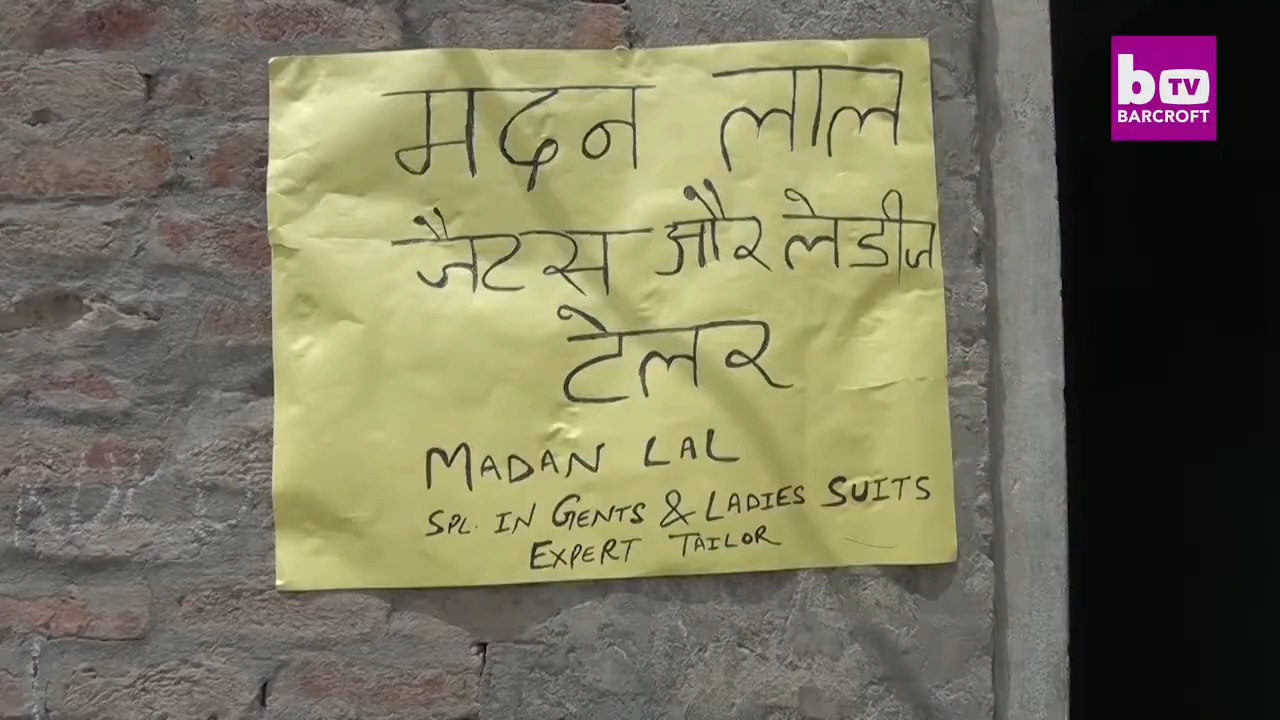 मदन लाल
जैंटस और लेडीज
टेलर
MADAN LAL
SPL. IN GENTS & LADIES SUITS
EXPERT TAILOR
b TV
BARCROFT